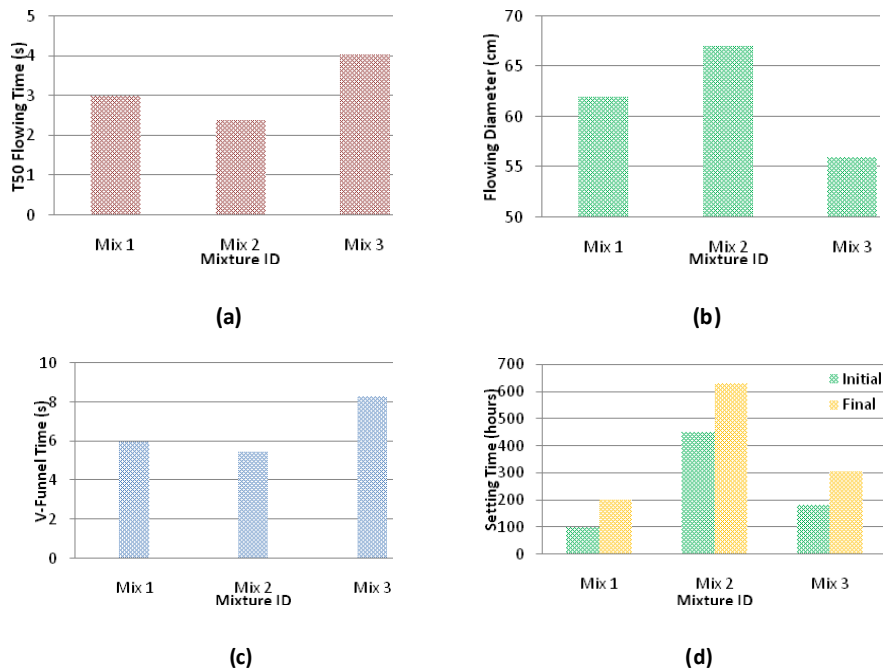 5
4
3
2
1
0
T50 Flowing Time (s)
Mix 1
Mix 2
Mix 3
Mixture ID
(a)
70
65
60
55
50
Flowing Diameter (cm)
Mix 1
Mix 2
Mix 3
Mixture ID
(b)
10
8
6
4
2
0
V-Funnel Time (s)
Mix 1
Mix 2
Mix 3
Mixture ID
(c)
700
600
500
400
300
200
100
0
Setting Time (hours)
Initial
Final
Mix 1
Mix 2
Mix 3
Mixture ID
(d)